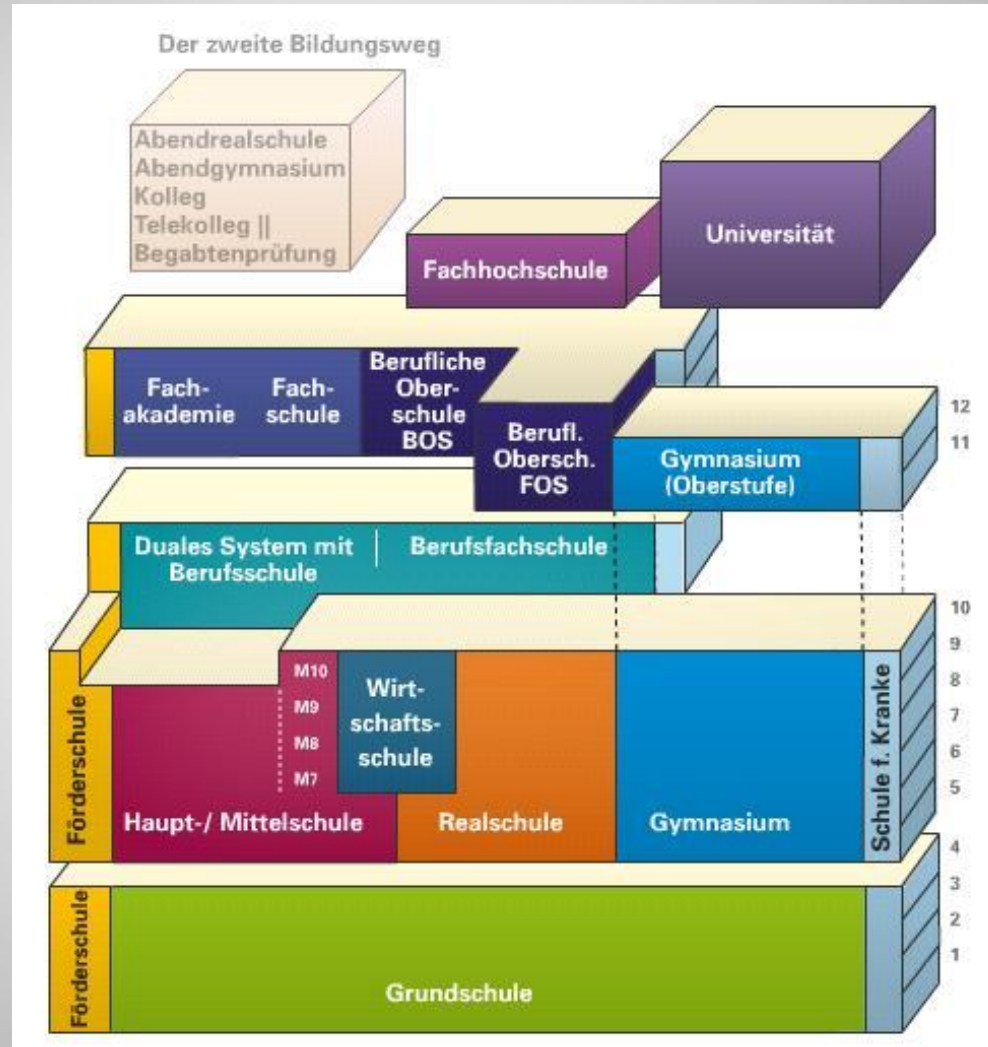 Der zweite Bildungsweg
Abendrealschule
Abendgymnasium
Kolleg
Telekolleg ||
Begabtenprüfung
Universität
Fachhochschule
Fach-
akademie
Fach-
schule
Berufliche
Ober-
schule
BOS
Berufl.
Obersch.
FOS
Gymnasium
(Oberstufe)
12
11
Duales System mit
Berufsschule
Berufsfachschule
10
9
8
7
6
5
Förderschule
M10
M9
M8
M7
Haupt-/ Mittelschule
Wirt-
schafts-
schule
Realschule
Gymnasium
Schule f. Kranke
4
3
2
1
Förderschule
Grundschule